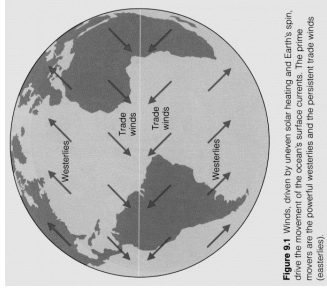 Westerlies
Trade
winds
Trade
winds
Westerlies
Figure 9.1 Winds, driven by uneven solar heating and Earth's spin,
drive the movement of the ocean's surface currents. The prime
movers are the powerful westerlies and the persistent trade winds
(easterlies).